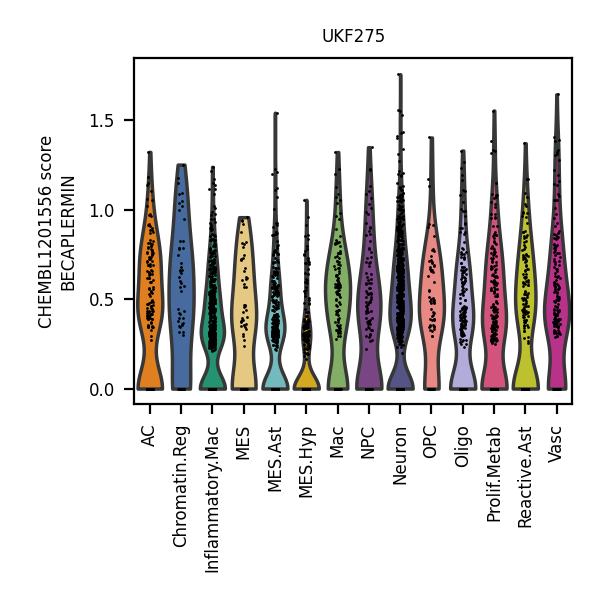 UKF275
CHEMBL1201556 score
BECAPLERMIN
1.5
1.0
0.5
0.0
AC
Chromatin.Reg
Inflammatory.Mac
MES
MES.Ast
MES.Hyp
Mac
NPC
Neuron
OPC
Oligo
Prolif.Metab
Reactive.Ast
Vasc